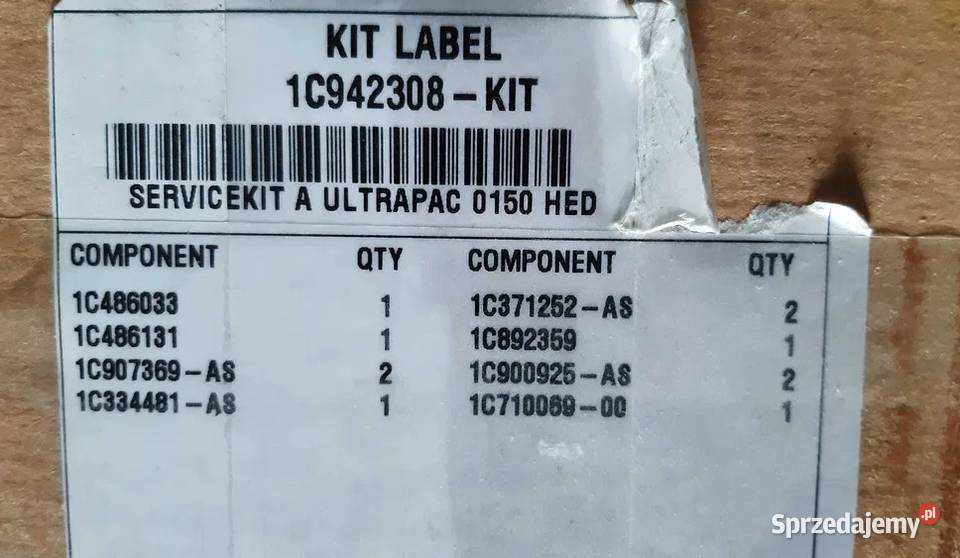 KIT LABEL
1C942308-KIT
SERVICEKIT A ULTRAPAC 0150 HED
COMPONENT QTY COMPONENT QTY
1C486033 1 1C371252-AS 2
1C486131 1 1C892359 1
1C907369-AS 2 1C900925-AS 2
1C334481-AS 1 1C710069-00 1
Sprzedajemy.pl